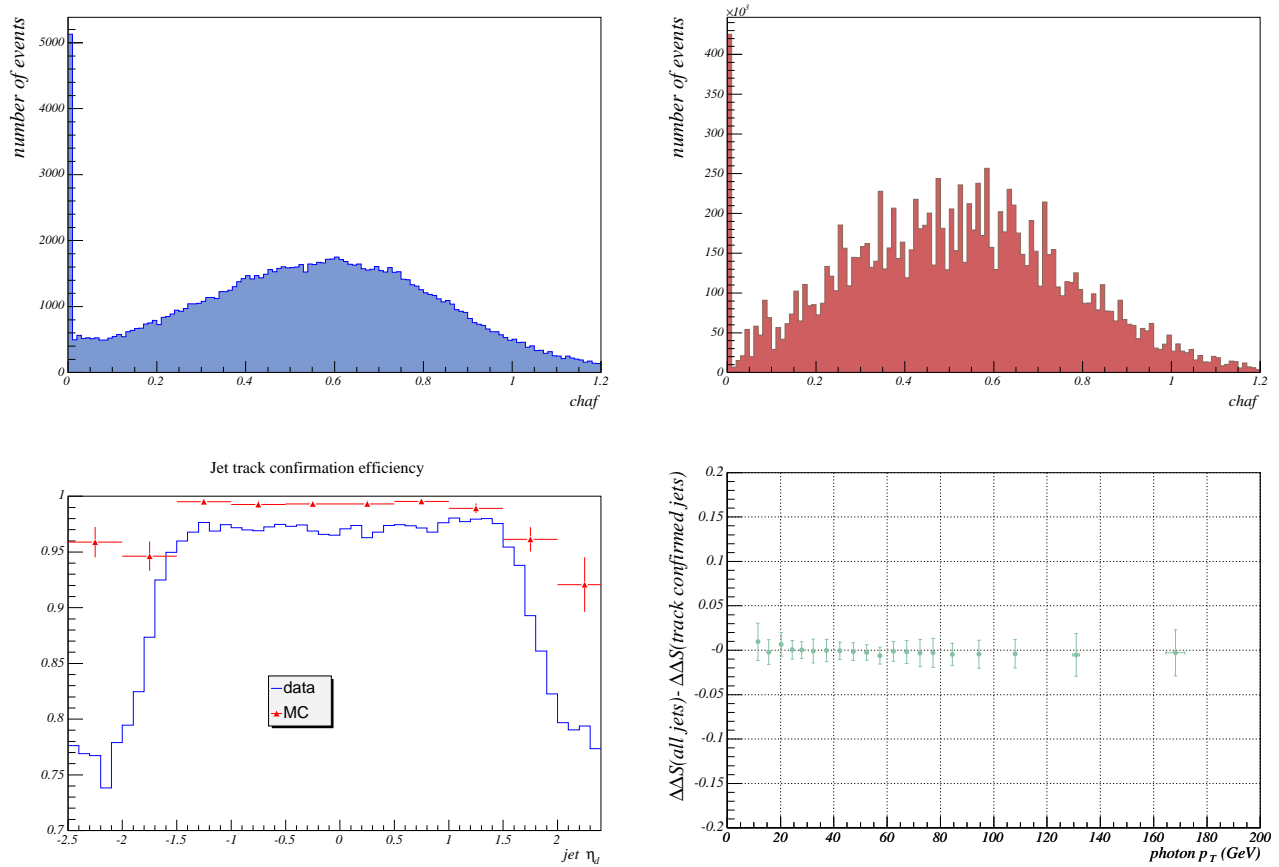 number of events
5000
4000
3000
2000
1000
0
0 0.2 0.4 0.6 0.8 1 1.2
chaf
×10³
number of events
400
350
300
250
200
150
100
50
0
0 0.2 0.4 0.6 0.8 1 1.2
chaf
Jet track confirmation efficiency
1
0.95
0.9
0.85
0.8
0.75
0.7
data
MC
-2.5 -2 -1.5 -1 -0.5 0 0.5 1 1.5 2
jet η_d
ΔΔS(all jets)- ΔΔS(track confirmed jets)
0.2
0.15
0.1
0.05
-0
-0.05
-0.1
-0.15
-0.2
0 20 40 60 80 100 120 140 160 180 200
photon p_T (GeV)